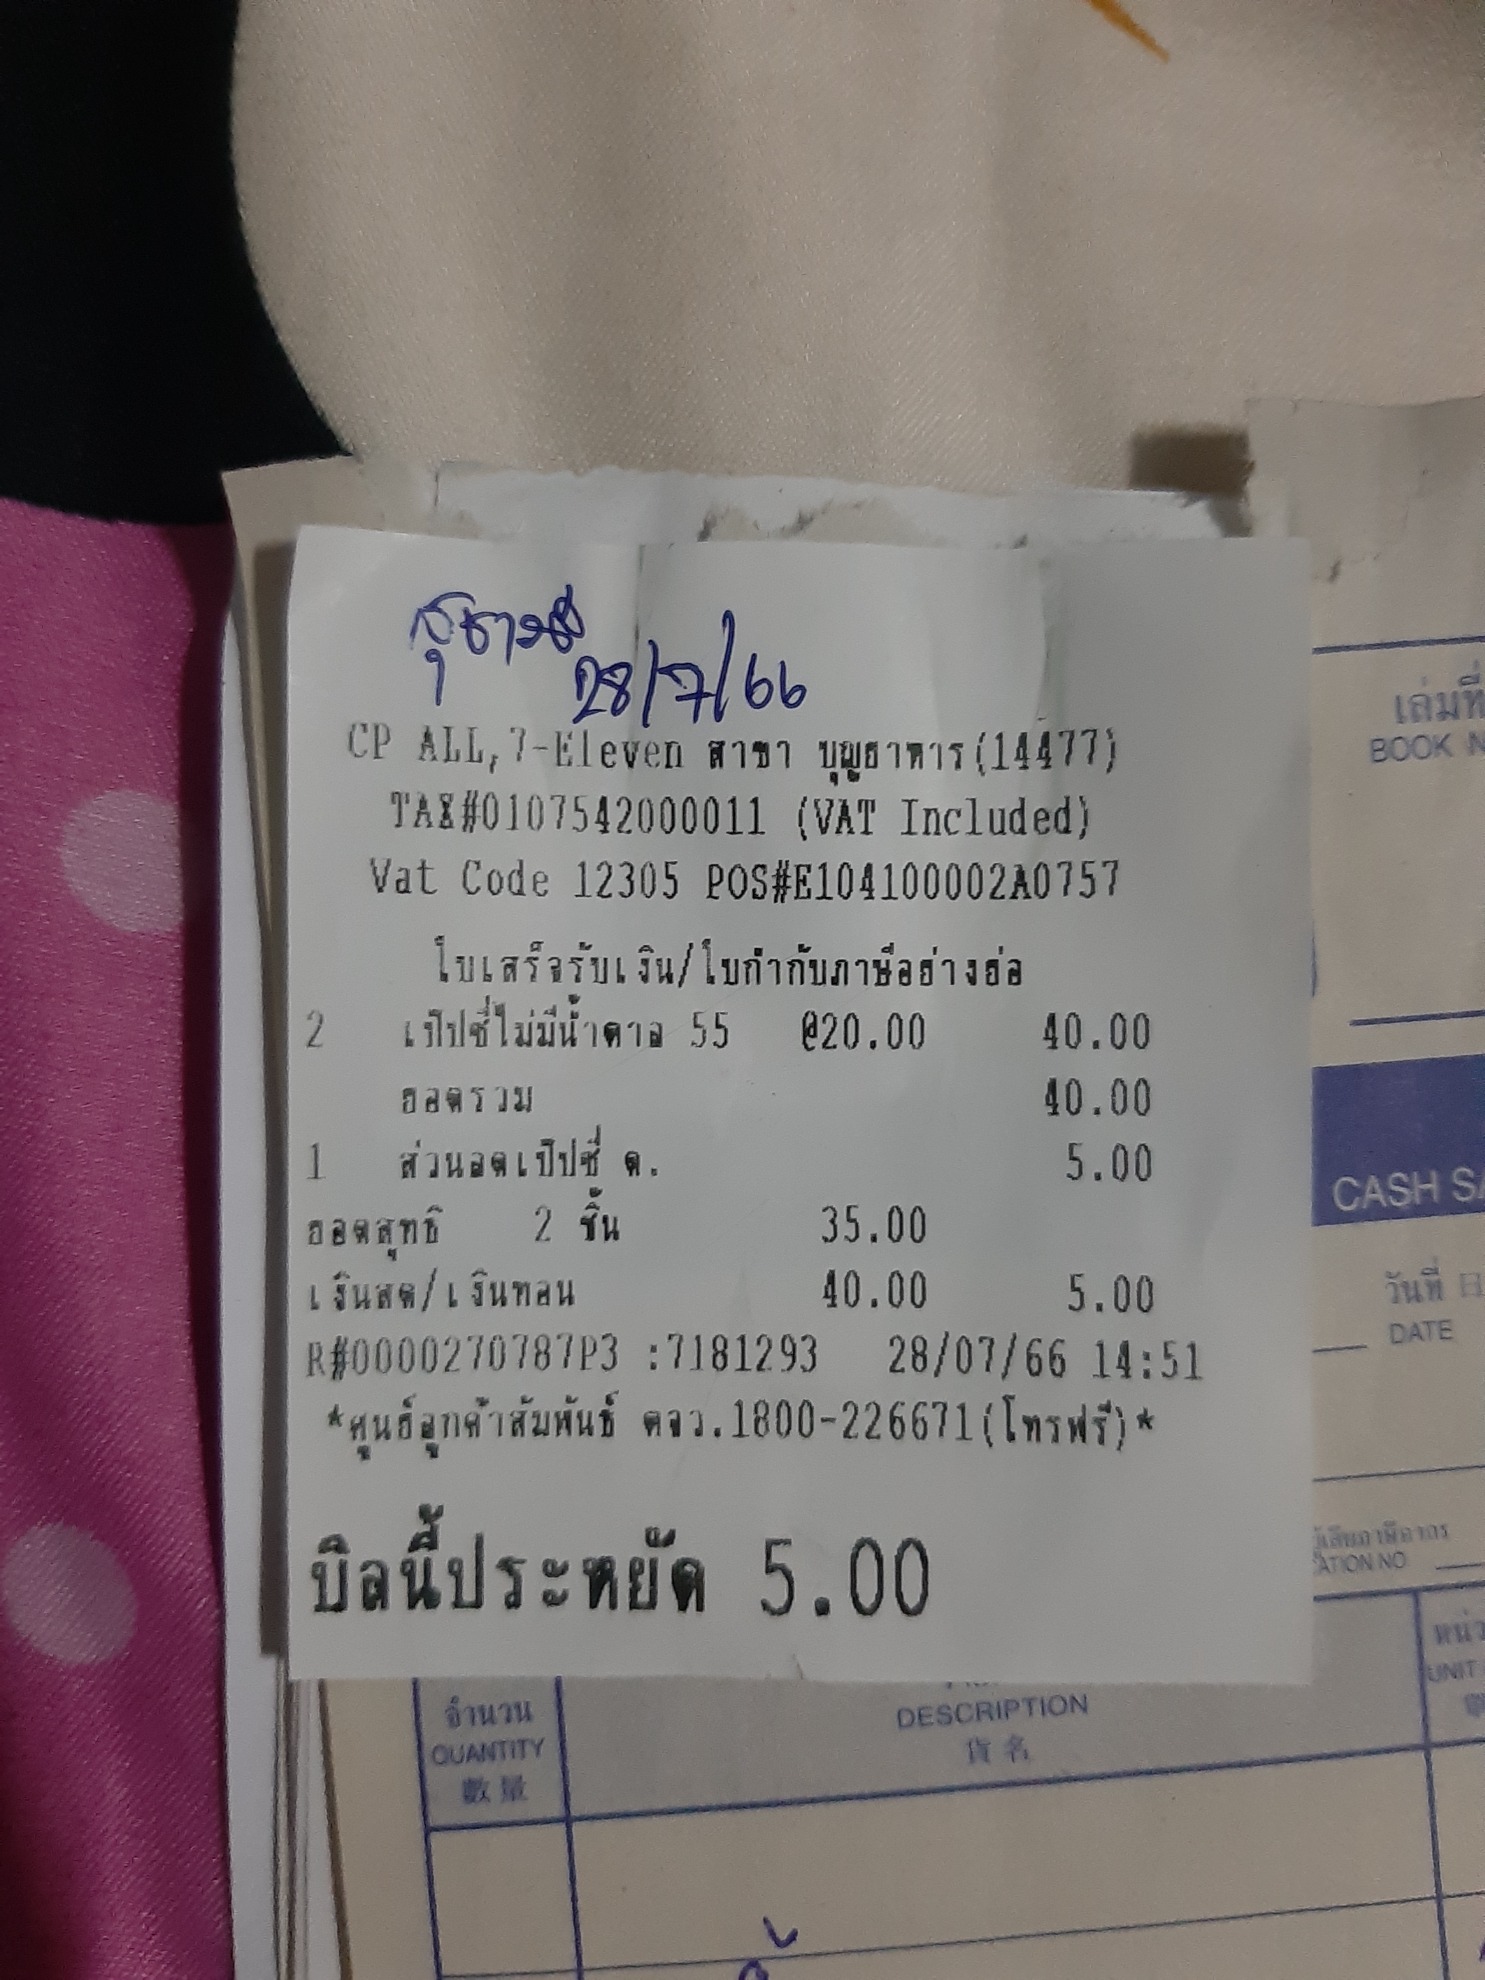 28/7/66
CP ALL,7-Eleven สาขา บุญยาหาร(14477)
TAX#0107542000011 (VAT Included)
Vat Code 12305 POS#E104100002A0757
ใบเสร็จรับเงิน/ใบกำกับภาษีอย่างย่อ
2 เป๊ปซี่ไม่มีน้ำตาล 55 @20.00 40.00
ยอดรวม 40.00
1 ส่วนลดเป๊ปซี่ ต. 5.00
ยอดสุทธิ 2 ชิ้น 35.00
เงินสด/เงินทอน 40.00 5.00
R#0000270787P3 :7181293 28/07/66 14:51
*ศูนย์ลูกค้าสัมพันธ์ ตจว.1800-226671(โทรฟรี)*
บิลนี้ประหยัด 5.00
เล่มที่
BOOK
CASH
วันที่
DATE
NO
จำนวน
QUANTITY
數量
DESCRIPTION
貨名
UNIT